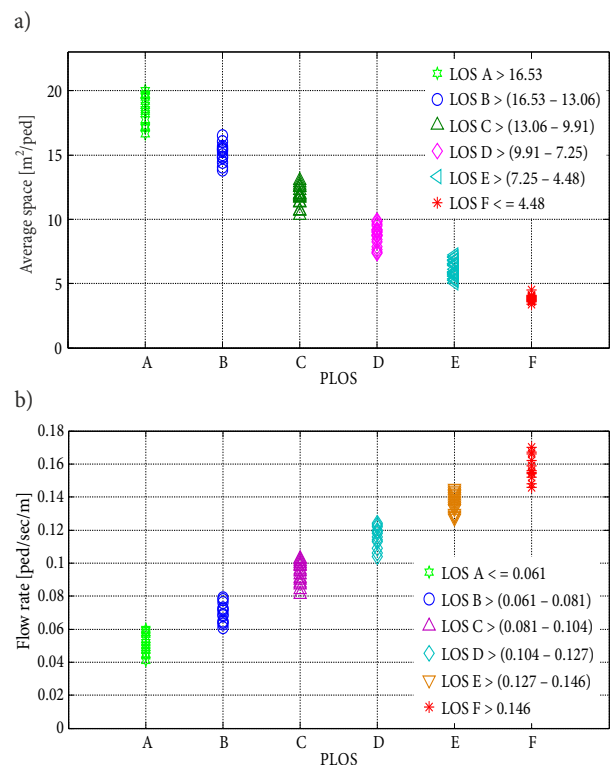 a)
Average space [m²/ped]
20
15
10
5
0
LOS A > 16.53
LOS B > (16.53 – 13.06)
LOS C > (13.06 – 9.91)
LOS D > (9.91 – 7.25)
LOS E > (7.25 – 4.48)
LOS F < = 4.48
A B C D E F
PLOS
b)
Flow rate [ped/sec/m]
0.18
0.16
0.14
0.12
0.1
0.08
0.06
0.04
0.02
0
LOS A < = 0.061
LOS B > (0.061 – 0.081)
LOS C > (0.081 – 0.104)
LOS D > (0.104 – 0.127)
LOS E > (0.127 – 0.146)
LOS F > 0.146
A B C D E F
PLOS